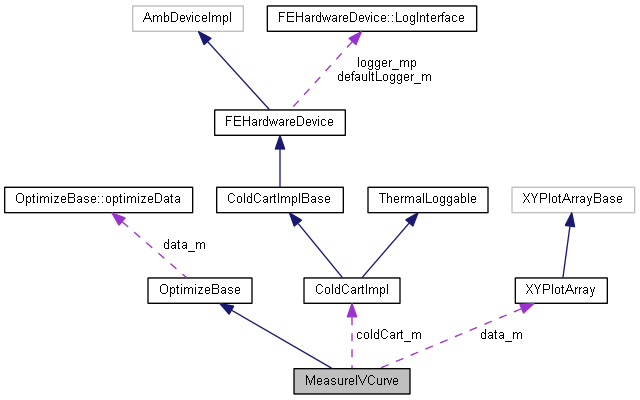 AmbDeviceImpl
FEHardwareDevice::LogInterface
logger_mp
defaultLogger_m
FEHardwareDevice
OptimizeBase::optimizeData
ColdCartImplBase
ThermalLoggable
XYPlotArrayBase
data_m
OptimizeBase
ColdCartImpl
XYPlotArray
coldCart_m
data_m
MeasureIVCurve